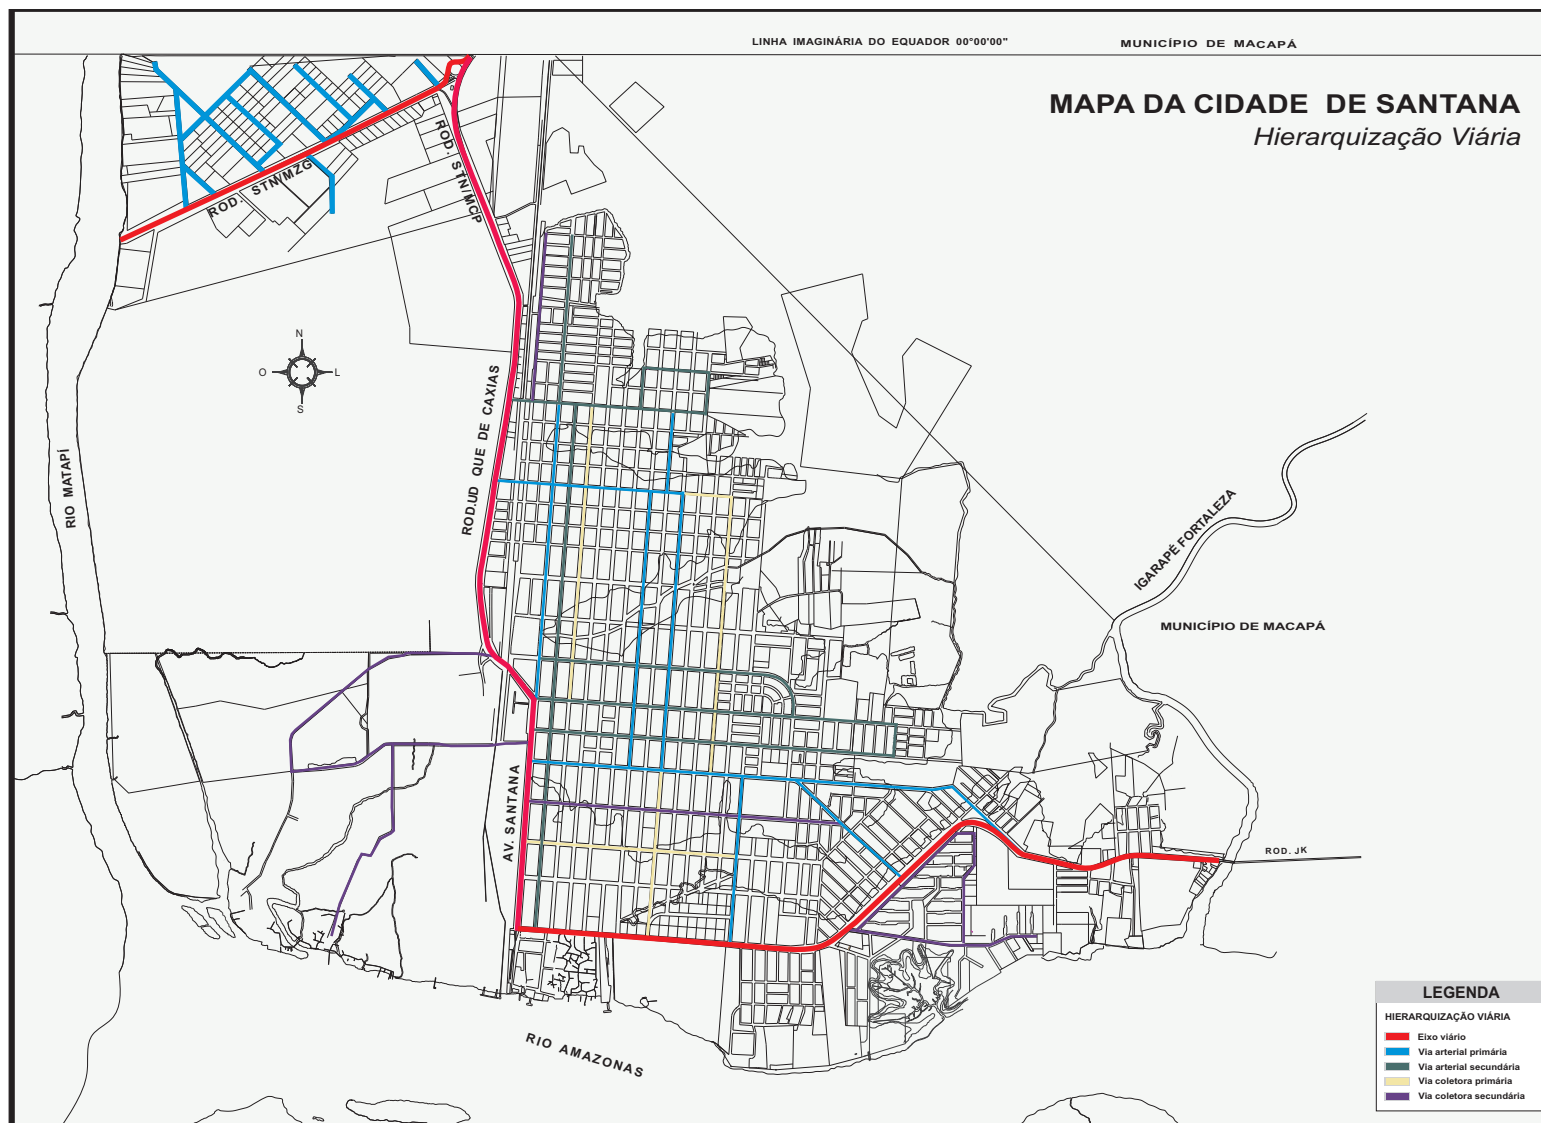 LINHA IMAGINÁRIA DO EQUADOR 00°00'00"
MUNICÍPIO DE MACAPÁ
MAPA DA CIDADE DE SANTANA
Hierarquização Viária
ROD. STN/MZG
ROD. STN/MCP
N
O
L
S
ROD.UD QUE DE CAXIAS
RIO MATAPÍ
IGARAPÉ FORTALEZA
MUNICÍPIO DE MACAPÁ
AV. SANTANA
ROD. JK
RIO AMAZONAS
LEGENDA
HIERARQUIZAÇÃO VIÁRIA
Eixo viário
Via arterial primária
Via arterial secundária
Via coletora primária
Via coletora secundária